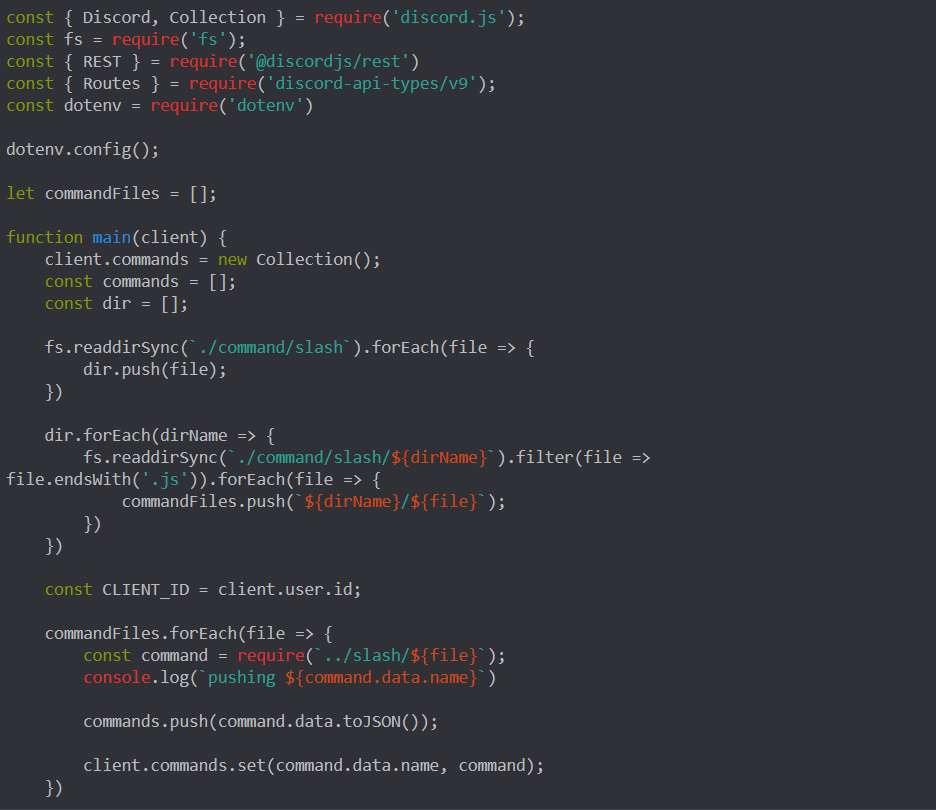 const { Discord, Collection } = require('discord.js');
const fs = require('fs');
const { REST } = require('@discordjs/rest')
const { Routes } = require('discord-api-types/v9');
const dotenv = require('dotenv')

dotenv.config();

let commandFiles = [];

function main(client) {
    client.commands = new Collection();
    const commands = [];
    const dir = [];

    fs.readdirSync(`./command/slash`).forEach(file => {
        dir.push(file);
    })

    dir.forEach(dirName => {
        fs.readdirSync(`./command/slash/${dirName}`).filter(file =>
file.endsWith('.js')).forEach(file => {
            commandFiles.push(`${dirName}/${file}`);
        })
    })

    const CLIENT_ID = client.user.id;

    commandFiles.forEach(file => {
        const command = require(`../slash/${file}`);
        console.log(`pushing ${command.data.name}`)

        commands.push(command.data.toJSON());

        client.commands.set(command.data.name, command);
    })